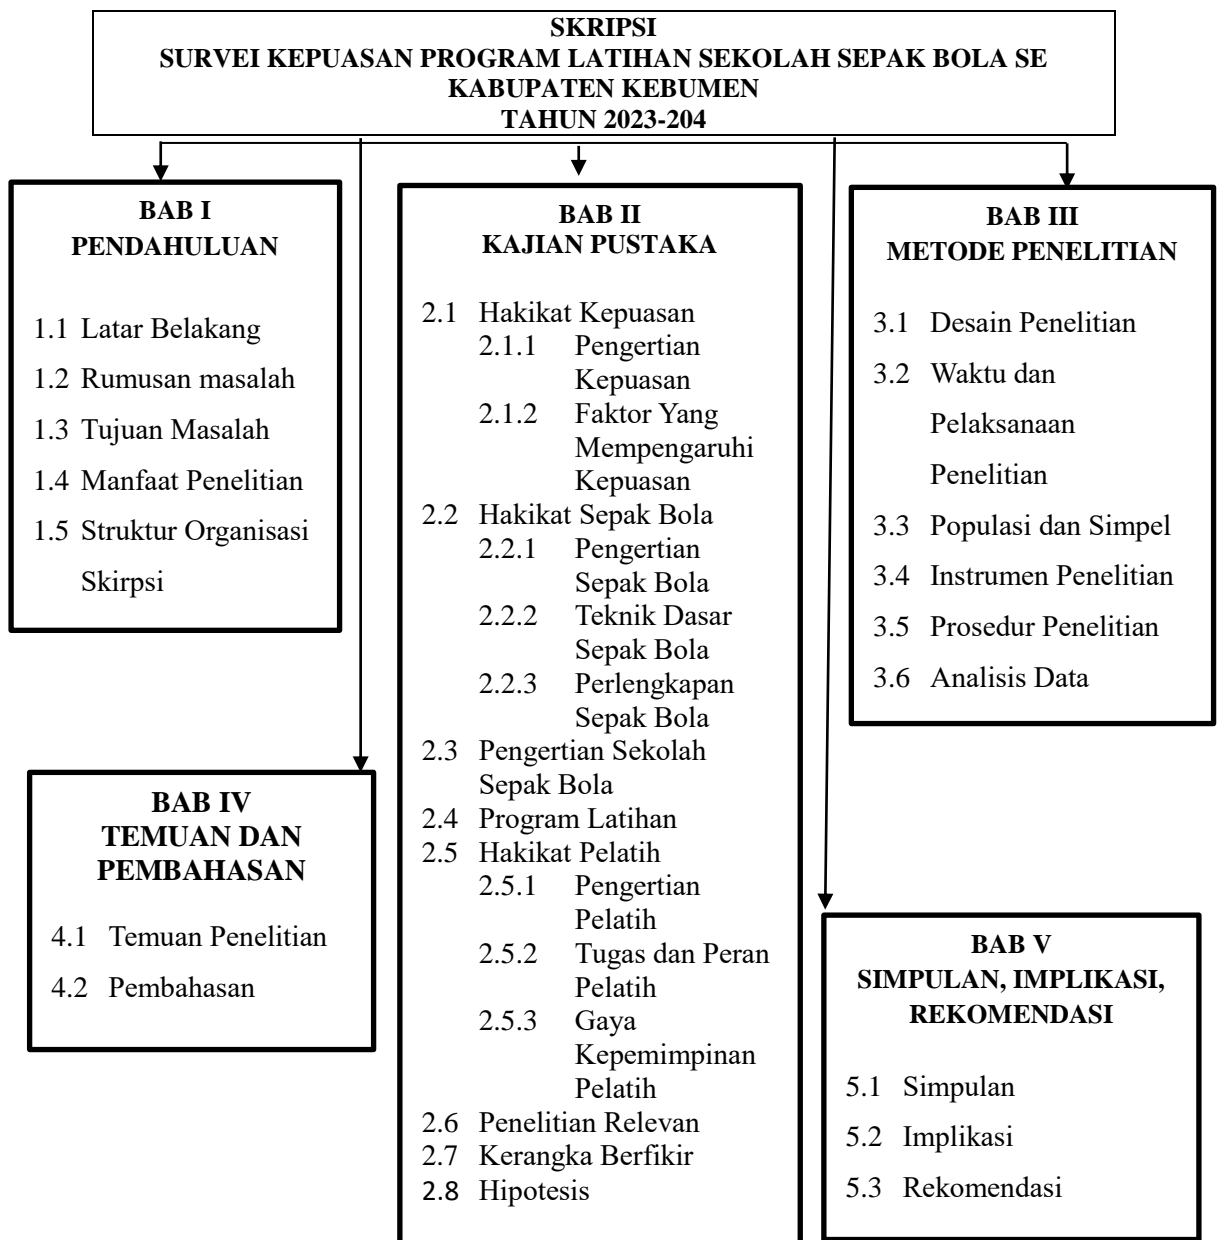 SKRIPSI
SURVEI KEPUASAN PROGRAM LATIHAN SEKOLAH SEPAK BOLA SE
KABUPATEN KEBUMEN
TAHUN 2023-204
BAB I
PENDAHULUAN
1.1 Latar Belakang
1.2 Rumusan masalah
1.3 Tujuan Masalah
1.4 Manfaat Penelitian
1.5 Struktur Organisasi
Skirpsi
BAB II
KAJIAN PUSTAKA
2.1 Hakikat Kepuasan
2.1.1 Pengertian
Kepuasan
2.1.2 Faktor Yang
Mempengaruhi
Kepuasan
2.2 Hakikat Sepak Bola
2.2.1 Pengertian
Sepak Bola
2.2.2 Teknik Dasar
Sepak Bola
2.2.3 Perlengkapan
Sepak Bola
2.3 Pengertian Sekolah
Sepak Bola
2.4 Program Latihan
2.5 Hakikat Pelatih
2.5.1 Pengertian
Pelatih
2.5.2 Tugas dan Peran
Pelatih
2.5.3 Gaya
Kepemimpinan
Pelatih
2.6 Penelitian Relevan
2.7 Kerangka Berfikir
2.8 Hipotesis
BAB III
METODE PENELITIAN
3.1 Desain Penelitian
3.2 Waktu dan
Pelaksanaan
Penelitian
3.3 Populasi dan Simpel
3.4 Instrumen Penelitian
3.5 Prosedur Penelitian
3.6 Analisis Data
BAB IV
TEMUAN DAN
PEMBAHASAN
4.1 Temuan Penelitian
4.2 Pembahasan
BAB V
SIMPULAN, IMPLIKASI,
REKOMENDASI
5.1 Simpulan
5.2 Implikasi
5.3 Rekomendasi